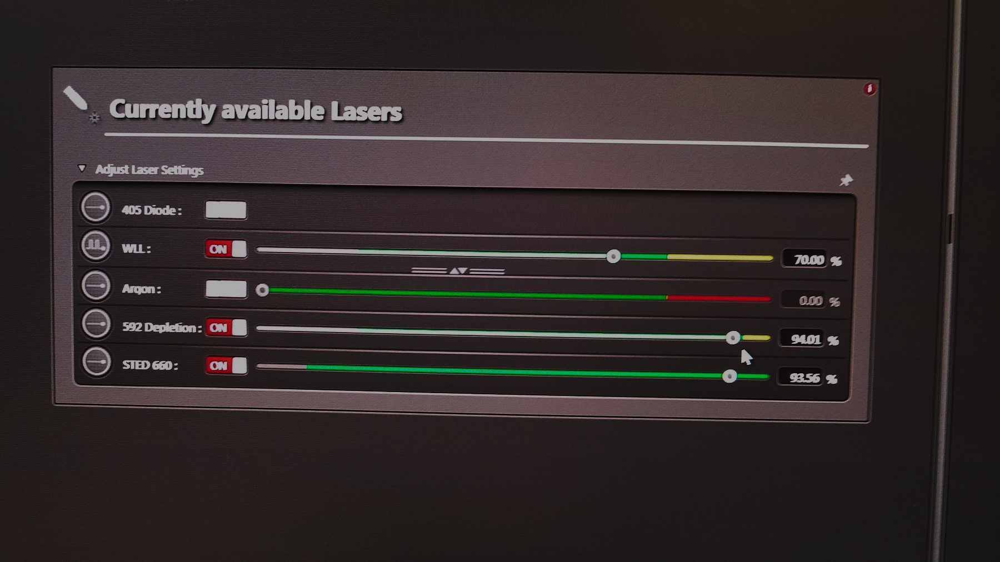 Currently available Lasers
Adjust Laser Settings
405 Diode :
WLL : ON 70.00 %
Argon : 0.00 %
592 Depletion : ON 94.01 %
STED 660 : ON 93.56 %